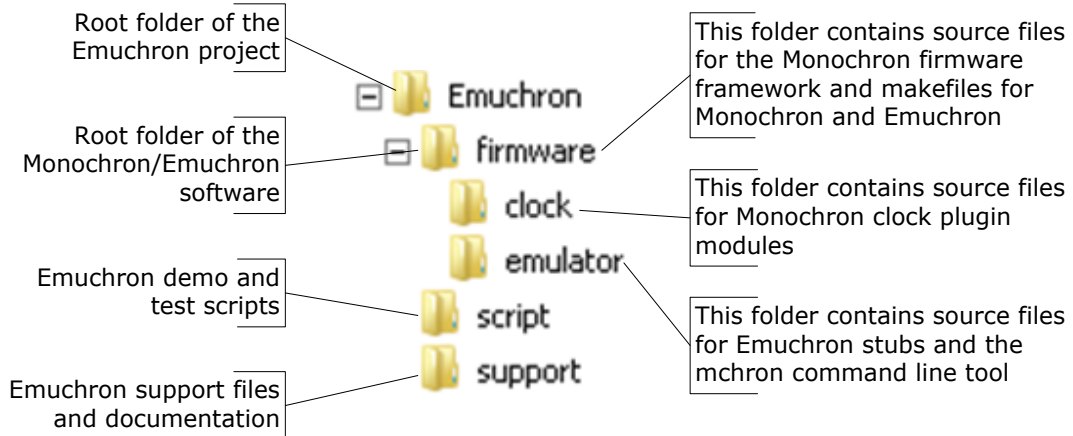 Root folder of the
Emuchron project
Root folder of the
Monochron/Emuchron
software
Emuchron demo and
test scripts
Emuchron support files
and documentation
Emuchron
firmware
clock
emulator
script
support
This folder contains source files
for the Monochron firmware
framework and makefiles for
Monochron and Emuchron
This folder contains source files
for Monochron clock plugin
modules
This folder contains source files
for Emuchron stubs and the
mchron command line tool